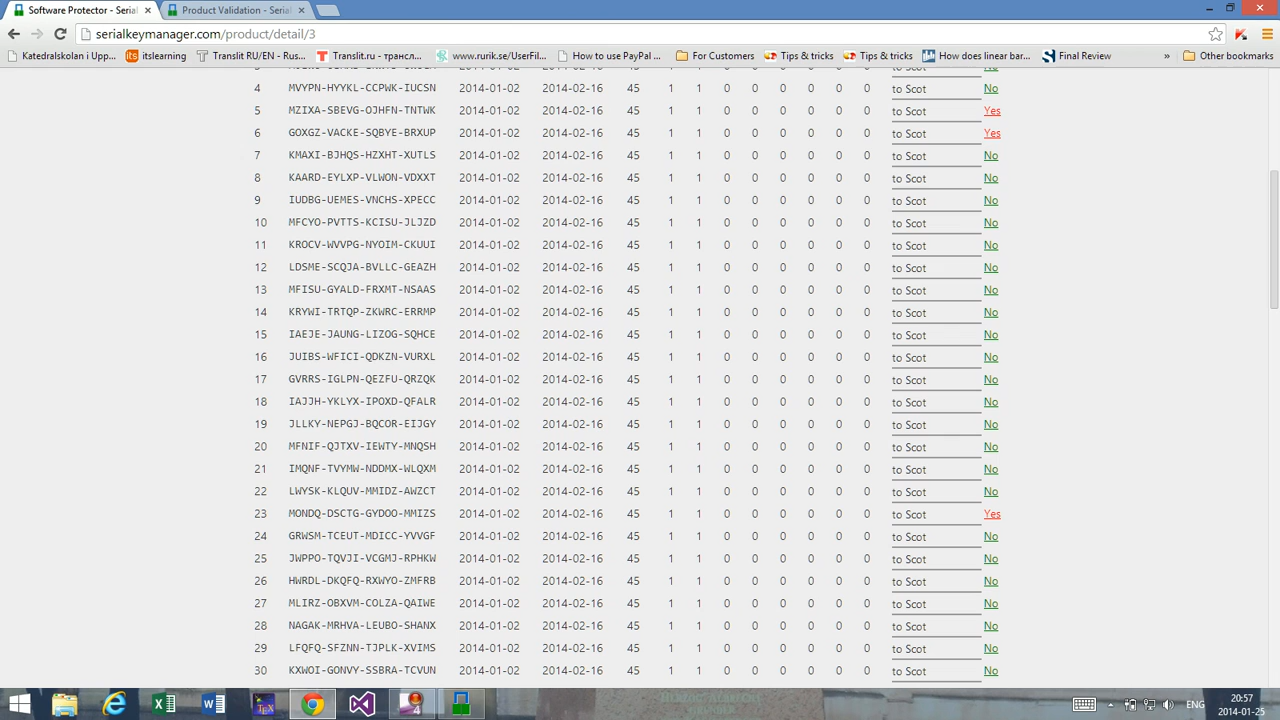 Software Protector - Serial
Product Validation - Serial
serialkeymanager.com/product/detail/3
Katedralskolan i Upp... itslearning Translit RU/EN - Rus... Translit.ru - трансл... www.rurik.se/UserFil... How to use PayPal ... For Customers Tips & tricks Tips & tricks How does linear bar... Final Review » Other bookmarks
4 MVYPN-HYYKL-CCPWK-IUCSN 2014-01-02 2014-02-16 45 1 1 0 0 0 0 0 0 to Scot No
5 MZIXA-SBEVG-OJHFN-TNTWK 2014-01-02 2014-02-16 45 1 1 0 0 0 0 0 0 to Scot Yes
6 GOXGZ-VACKE-SQBYE-BRXUP 2014-01-02 2014-02-16 45 1 1 0 0 0 0 0 0 to Scot Yes
7 KMAXI-BJHQS-HZXHT-XUTLS 2014-01-02 2014-02-16 45 1 1 0 0 0 0 0 0 to Scot No
8 KAARD-EYLXP-VLWON-VDXXT 2014-01-02 2014-02-16 45 1 1 0 0 0 0 0 0 to Scot No
9 IUDBG-UEMES-VNCHS-XPECC 2014-01-02 2014-02-16 45 1 1 0 0 0 0 0 0 to Scot No
10 MFCYO-PVTTS-KCISU-JLJZD 2014-01-02 2014-02-16 45 1 1 0 0 0 0 0 0 to Scot No
11 KROCV-WVVPG-NYOIM-CKUUI 2014-01-02 2014-02-16 45 1 1 0 0 0 0 0 0 to Scot No
12 LDSME-SCQJA-BVLLC-GEAZH 2014-01-02 2014-02-16 45 1 1 0 0 0 0 0 0 to Scot No
13 MFISU-GYALD-FRXMT-NSAAS 2014-01-02 2014-02-16 45 1 1 0 0 0 0 0 0 to Scot No
14 KRYWI-TRTQP-ZKWRC-ERRMP 2014-01-02 2014-02-16 45 1 1 0 0 0 0 0 0 to Scot No
15 IAEJE-JAUNG-LIZOG-SQHCE 2014-01-02 2014-02-16 45 1 1 0 0 0 0 0 0 to Scot No
16 JUIBS-WFICI-QDKZN-VURXL 2014-01-02 2014-02-16 45 1 1 0 0 0 0 0 0 to Scot No
17 GVRRS-IGLPN-QEZFU-QRZQK 2014-01-02 2014-02-16 45 1 1 0 0 0 0 0 0 to Scot No
18 IAJJH-YKLYX-IPOXD-QFALR 2014-01-02 2014-02-16 45 1 1 0 0 0 0 0 0 to Scot No
19 JLLKY-NEPGJ-BQCOR-EIJGY 2014-01-02 2014-02-16 45 1 1 0 0 0 0 0 0 to Scot No
20 MFNIF-QJTXV-IEWTY-MNQSH 2014-01-02 2014-02-16 45 1 1 0 0 0 0 0 0 to Scot No
21 IMQNF-TVYMW-NDDMX-WLQXM 2014-01-02 2014-02-16 45 1 1 0 0 0 0 0 0 to Scot No
22 LWYSK-KLQUV-MMIDZ-AWZCT 2014-01-02 2014-02-16 45 1 1 0 0 0 0 0 0 to Scot No
23 MONDQ-DSCTG-GYDOO-MMIZS 2014-01-02 2014-02-16 45 1 1 0 0 0 0 0 0 to Scot Yes
24 GRWSM-TCEUT-MDICC-YVVGF 2014-01-02 2014-02-16 45 1 1 0 0 0 0 0 0 to Scot No
25 JWPPO-TQVJI-VCGMJ-RPHKW 2014-01-02 2014-02-16 45 1 1 0 0 0 0 0 0 to Scot No
26 HWRDL-DKQFQ-RXWYO-ZMFRB 2014-01-02 2014-02-16 45 1 1 0 0 0 0 0 0 to Scot No
27 MLIRZ-OBXVM-COLZA-QAIWE 2014-01-02 2014-02-16 45 1 1 0 0 0 0 0 0 to Scot No
28 NAGAK-MRHVA-LEUBO-SHANX 2014-01-02 2014-02-16 45 1 1 0 0 0 0 0 0 to Scot No
29 LFQFQ-SFZNN-TJPLK-XVIMS 2014-01-02 2014-02-16 45 1 1 0 0 0 0 0 0 to Scot No
30 KXWOI-GONVY-SSBRA-TCVUN 2014-01-02 2014-02-16 45 1 1 0 0 0 0 0 0 to Scot No
ENG 20:57
2014-01-25